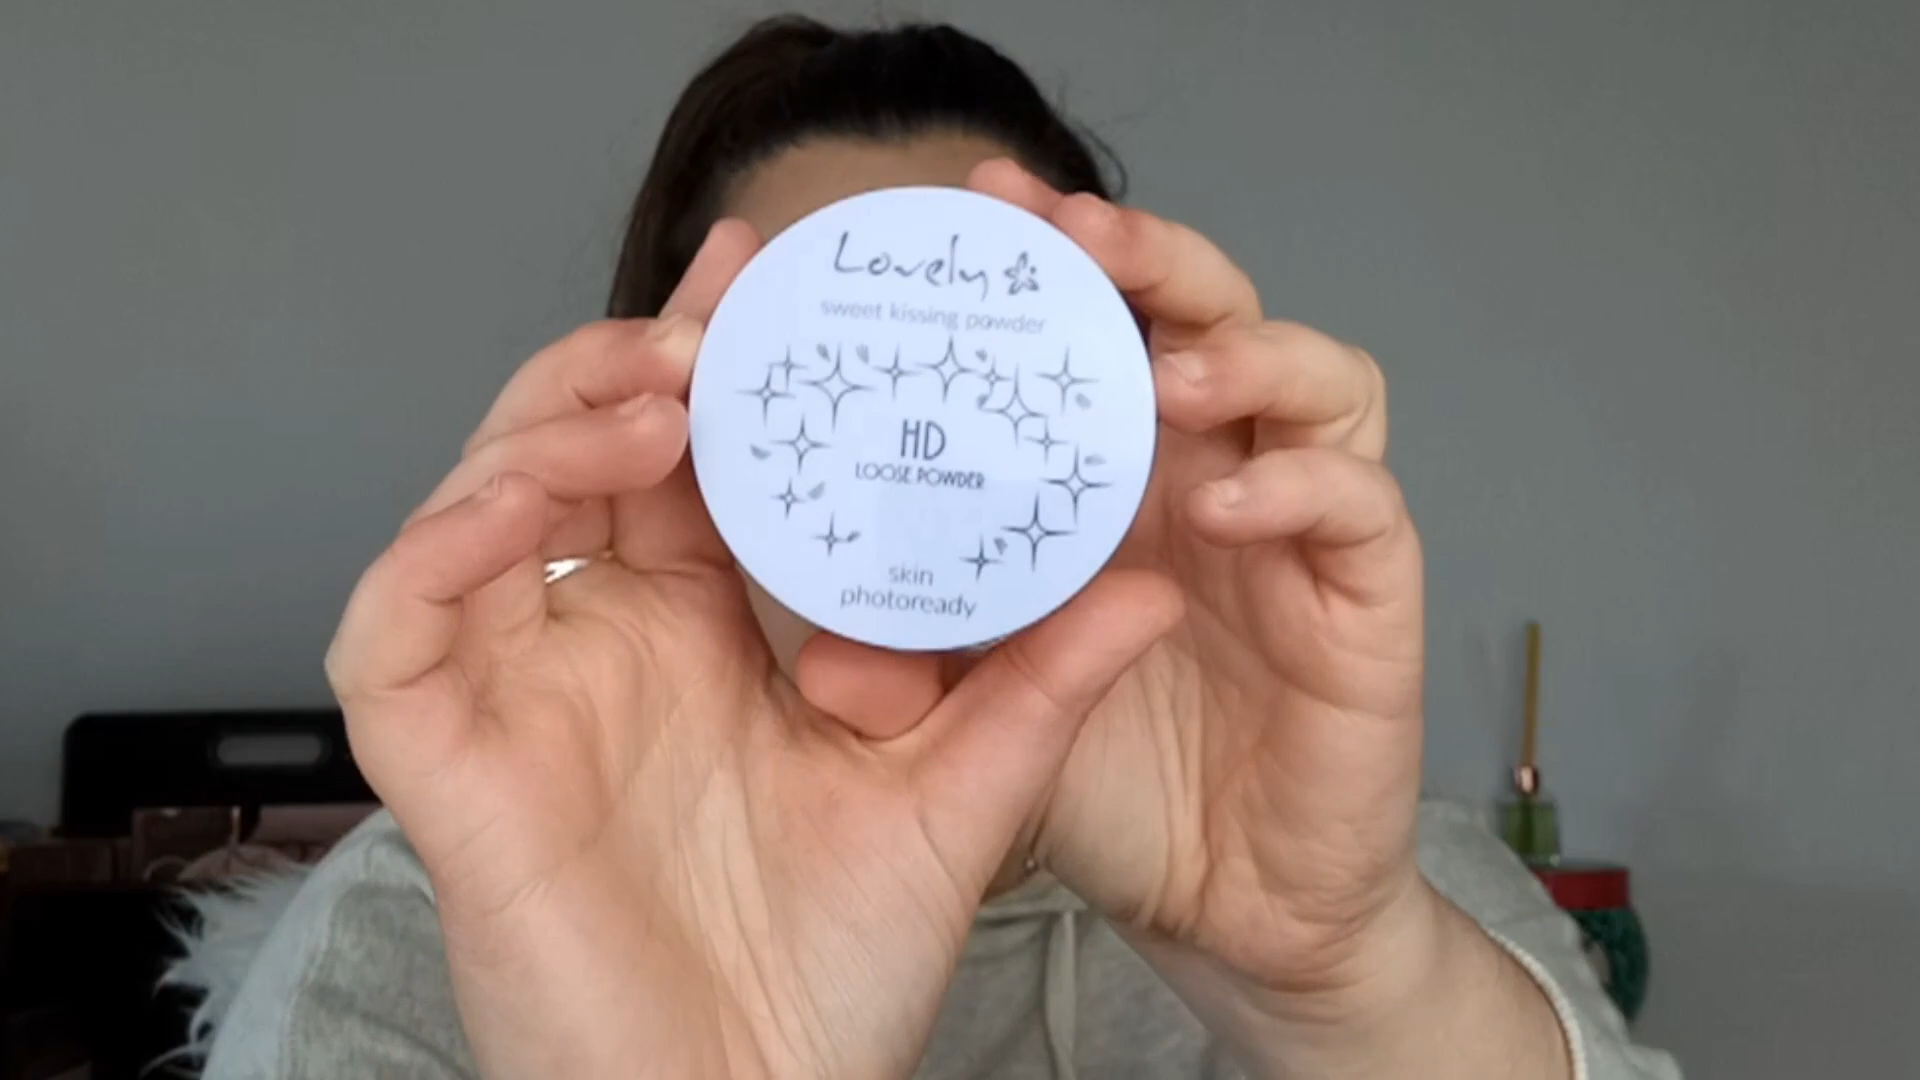 Lovely
sweet kissing powder
HD
LOOSE POWDER
skin
photoready